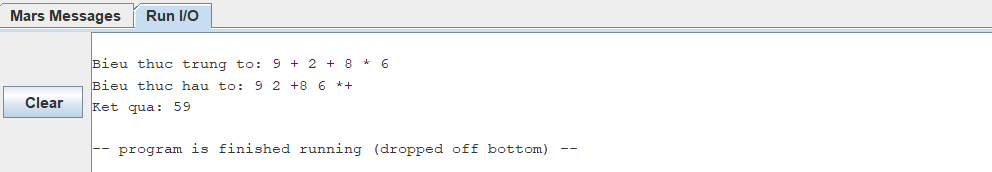 Mars Messages Run I/O
Bieu thuc trung to: 9 + 2 + 8 * 6
Bieu thuc hau to: 9 2 +8 6 *+
Clear
Ket qua: 59
-- program is finished running (dropped off bottom) --